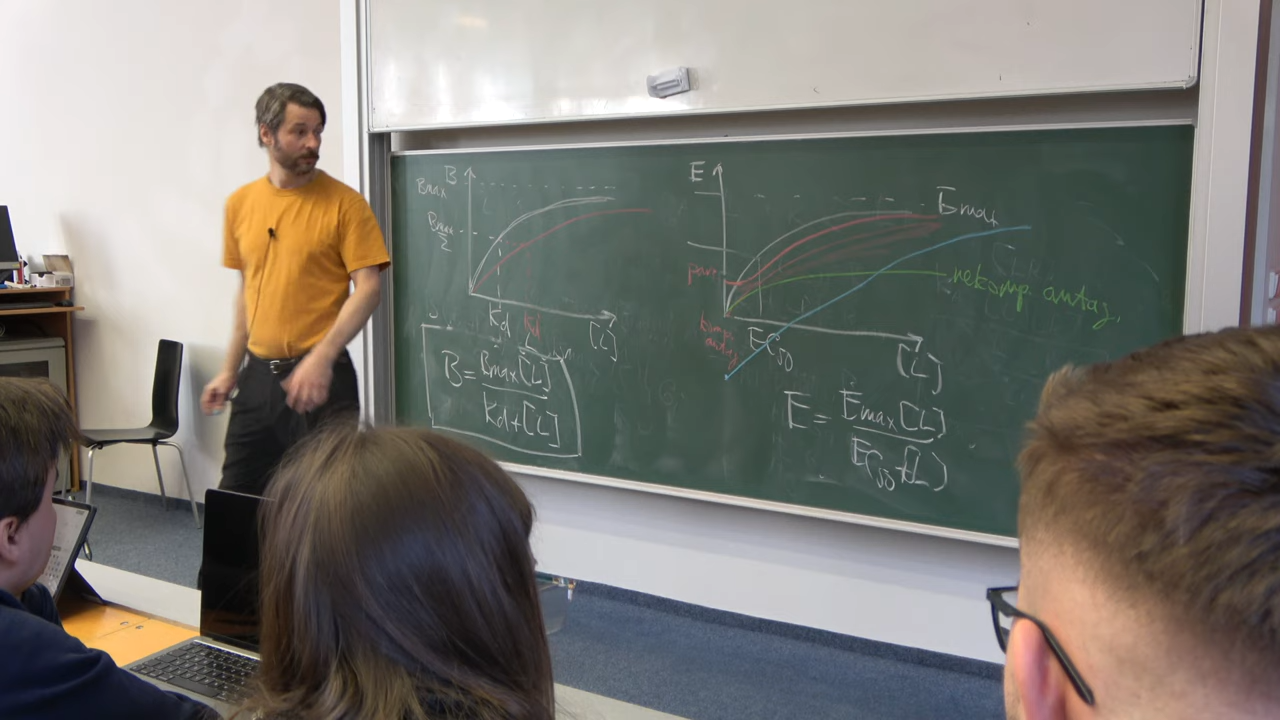 B
Bmax
Bmax/2
Kd Kd
[L]
B = Bmax[L] / Kd+[L]
E
Emax
nekomp antag.
EC50
[L]
E = Emax[L] / EC50+[L]